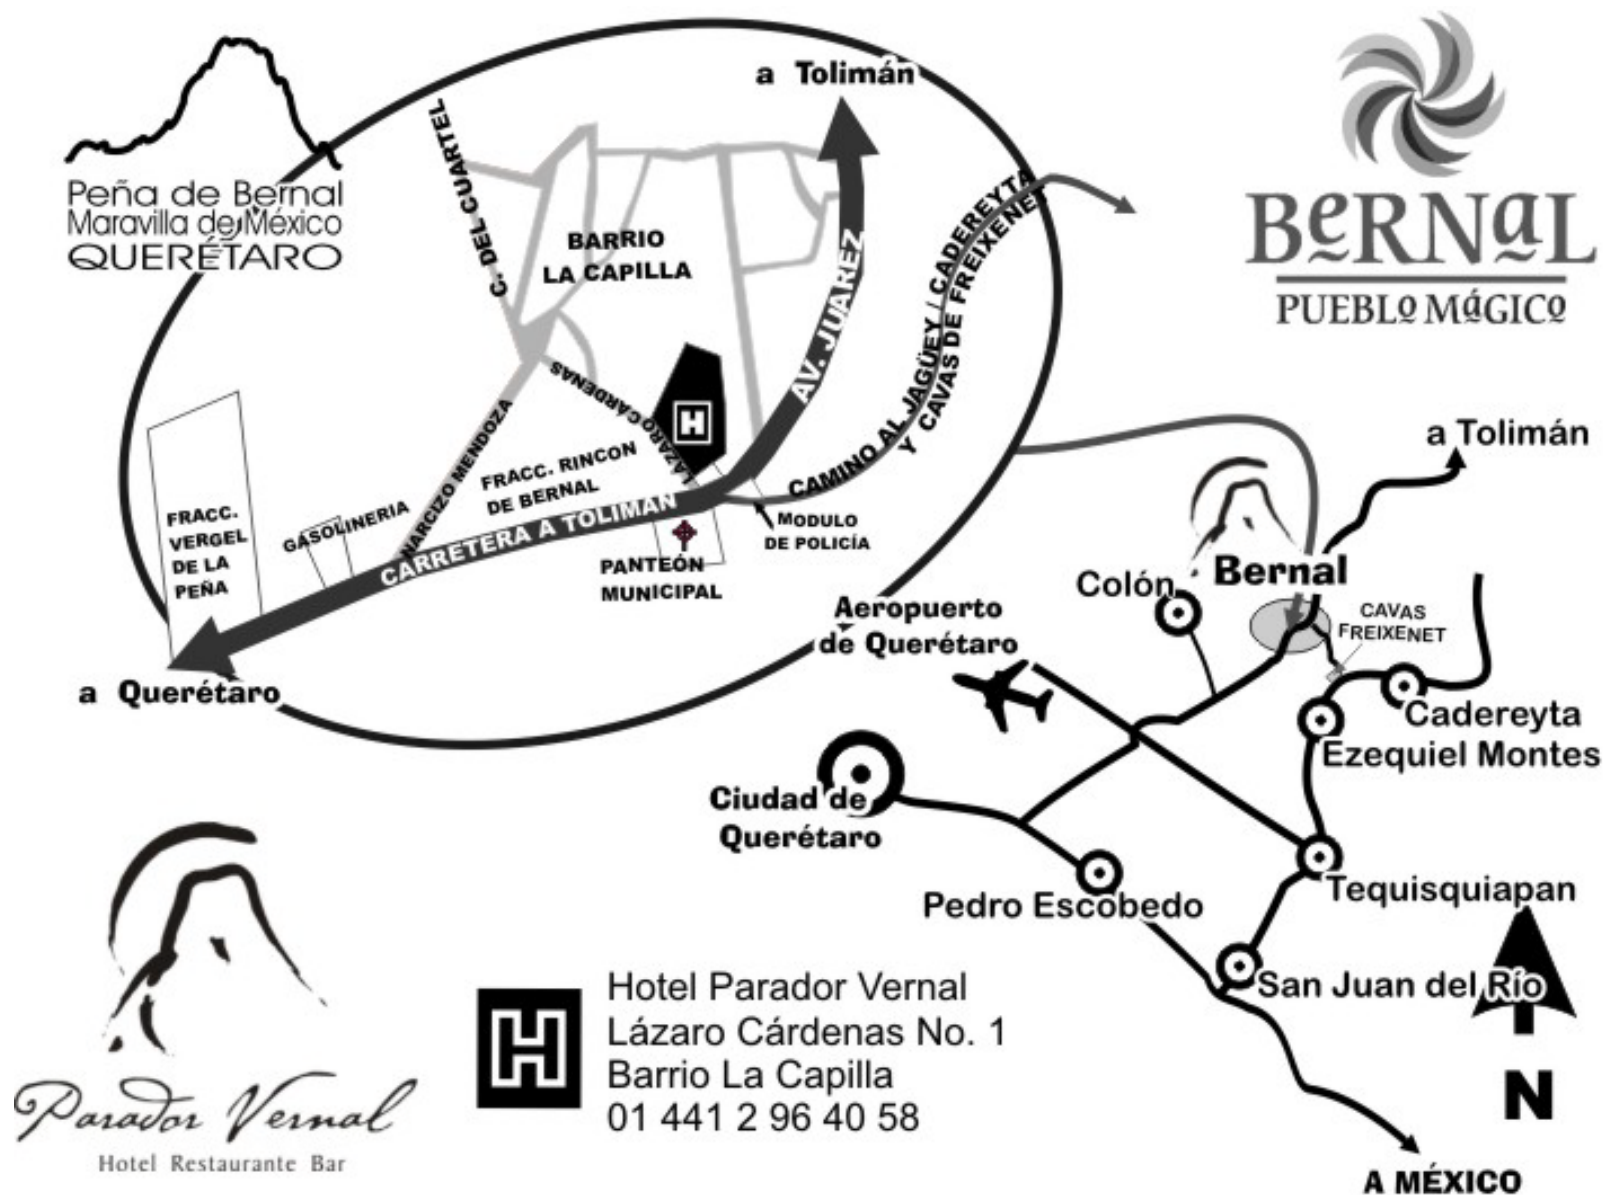 a Tolimán
Peña de Bernal
Maravilla de México
QUERÉTARO
BERNAL
PUEBLO MÁGICO
C. DEL CUARTEL
BARRIO
LA CAPILLA
AV. JUAREZ
CAMINO AL JAGÜEY / CADEREYTA
Y CAVAS DE FREIXENET
LÁZARO CÁRDENAS
H
NARCIZO MENDOZA
FRACC. RINCON
DE BERNAL
CARRETERA A TOLIMAN
GASOLINERIA
FRACC.
VERGEL
DE LA
PEÑA
MODULO
DE POLICÍA
PANTEÓN
MUNICIPAL
a Querétaro
a Tolimán
Bernal
Colón
CAVAS
FREIXENET
Aeropuerto
de Querétaro
Cadereyta
Ezequiel Montes
Ciudad de
Querétaro
Tequisquiapan
Pedro Escobedo
San Juan del Río
N
A MÉXICO
Parador Vernal
Hotel Restaurante Bar
H
Hotel Parador Vernal
Lázaro Cárdenas No. 1
Barrio La Capilla
01 441 2 96 40 58